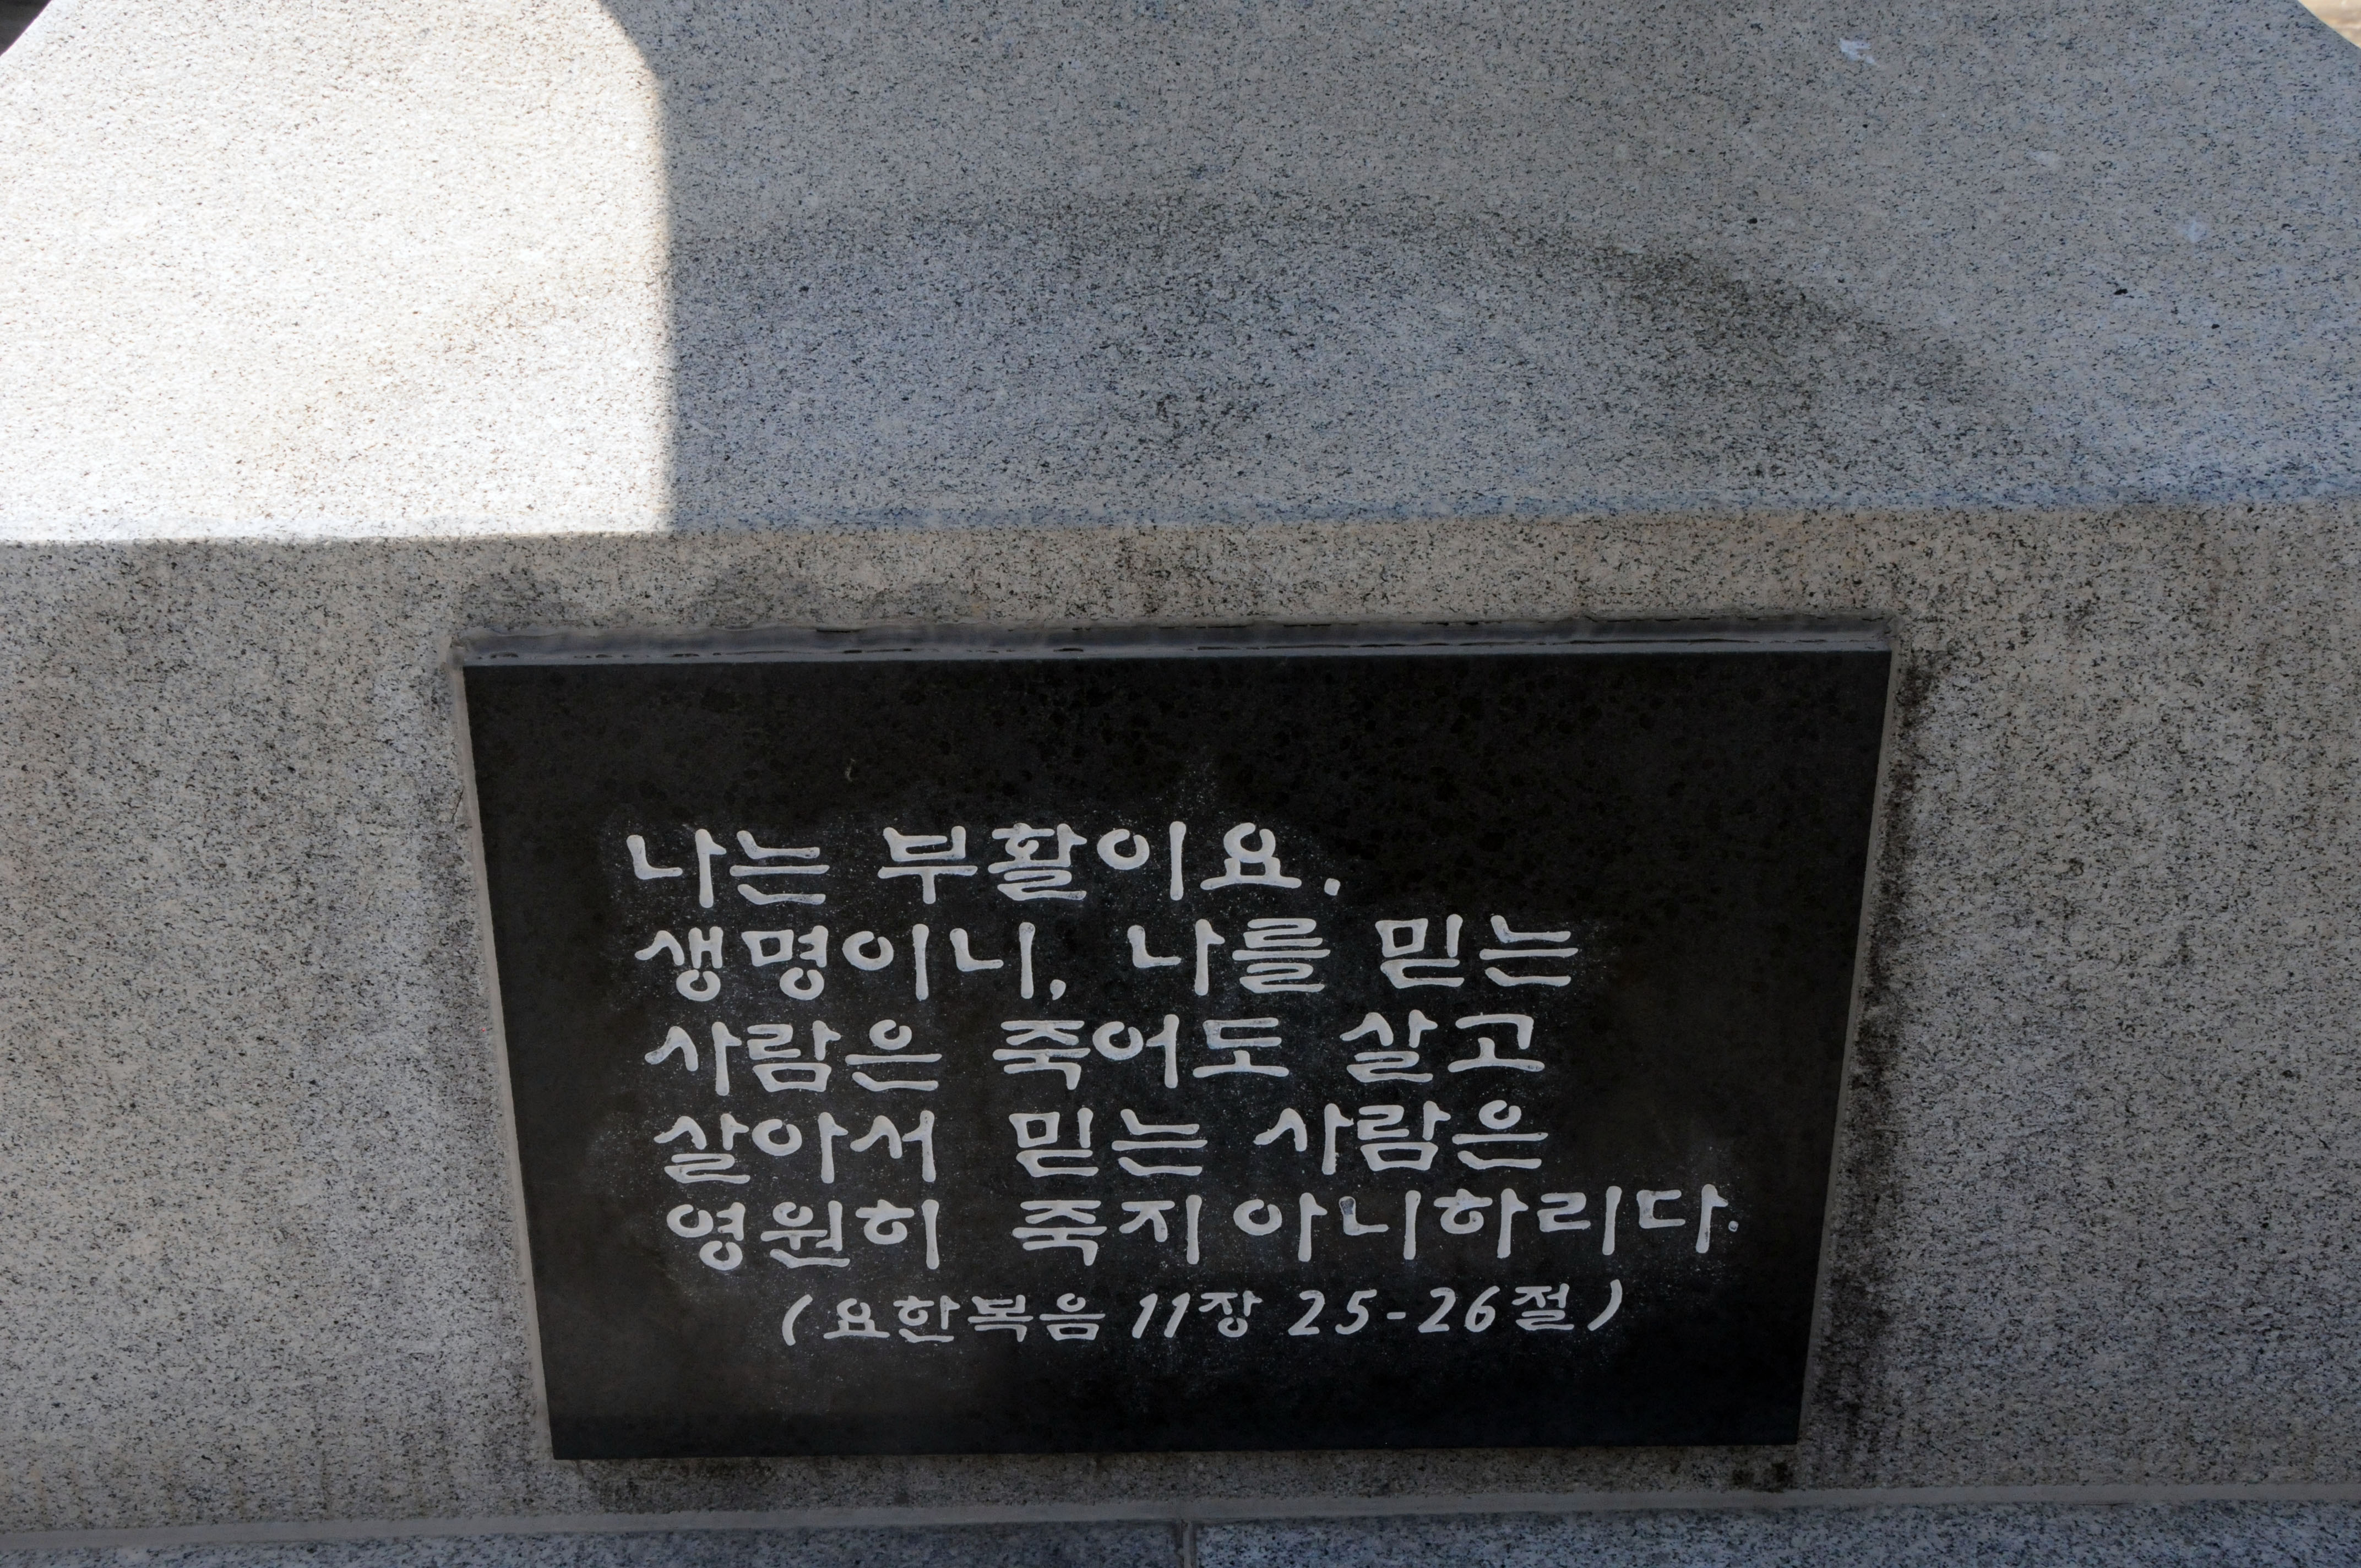 나는 부활이요.
생명이니, 나를 믿는
사람은 죽어도 살고
살아서 믿는 사람은
영원히 죽지 아니하리다.
(요한복음 11장 25-26절)